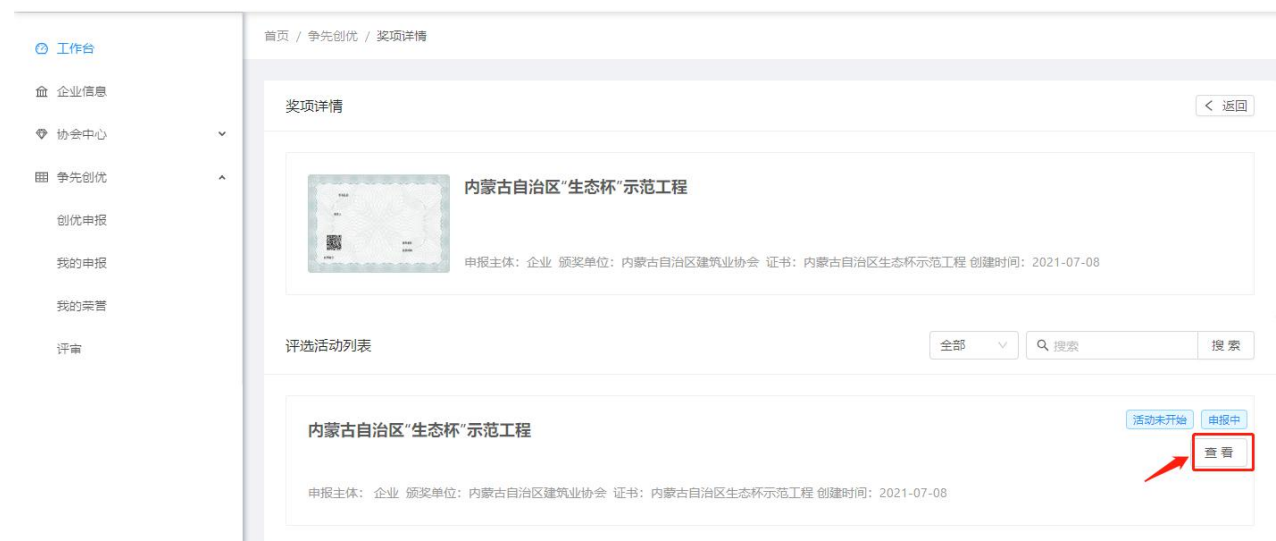 工作台
企业信息
协会中心
争先创优
创优申报
我的申报
我的荣誉
评审
首页 / 争先创优 / 奖项详情
奖项详情
返回
内蒙古自治区“生态杯”示范工程
申报主体：企业 颁奖单位：内蒙古自治区建筑业协会 证书：内蒙古自治区生态杯示范工程 创建时间：2021-07-08
评选活动列表
全部
搜索
搜 索
内蒙古自治区“生态杯”示范工程
活动未开始
申报中
查 看
申报主体： 企业 颁奖单位：内蒙古自治区建筑业协会 证书：内蒙古自治区生态杯示范工程 创建时间：2021-07-08